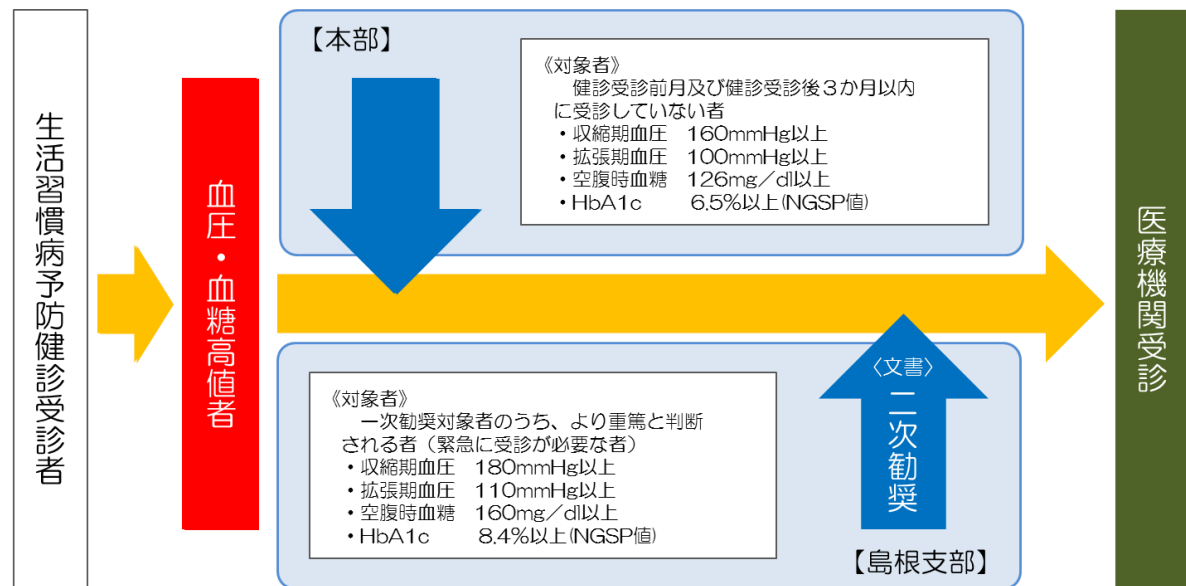 生活習慣病予防健診受診者
血圧・血糖高値者
【本部】
《対象者》
健診受診前月及び健診受診後３か月以内
に受診していない者
・収縮期血圧　160mmHg以上
・拡張期血圧　100mmHg以上
・空腹時血糖　126mg／dl以上
・HbA1c　　6.5%以上(NGSP値)
《対象者》
一次勧奨対象者のうち、より重篤と判断
される者（緊急に受診が必要な者）
・収縮期血圧　180mmHg以上
・拡張期血圧　110mmHg以上
・空腹時血糖　160mg／dl以上
・HbA1c　　8.4%以上(NGSP値)
〈文書〉
二次勧奨
【島根支部】
医療機関受診